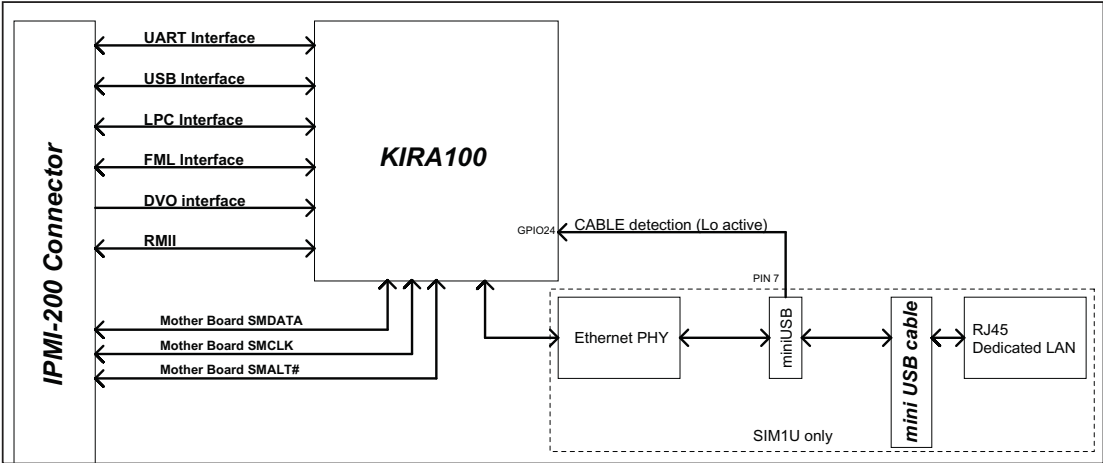 UART Interface
USB Interface
LPC Interface
FML Interface
DVO interface
RMII
IPMI-200 Connector
KIRA100
GPIO24
CABLE detection (Lo active)
PIN 7
Mother Board SMDATA
Mother Board SMCLK
Mother Board SMALT#
Ethernet PHY
miniUSB
mini USB cable
RJ45
Dedicated LAN
SIM1U only